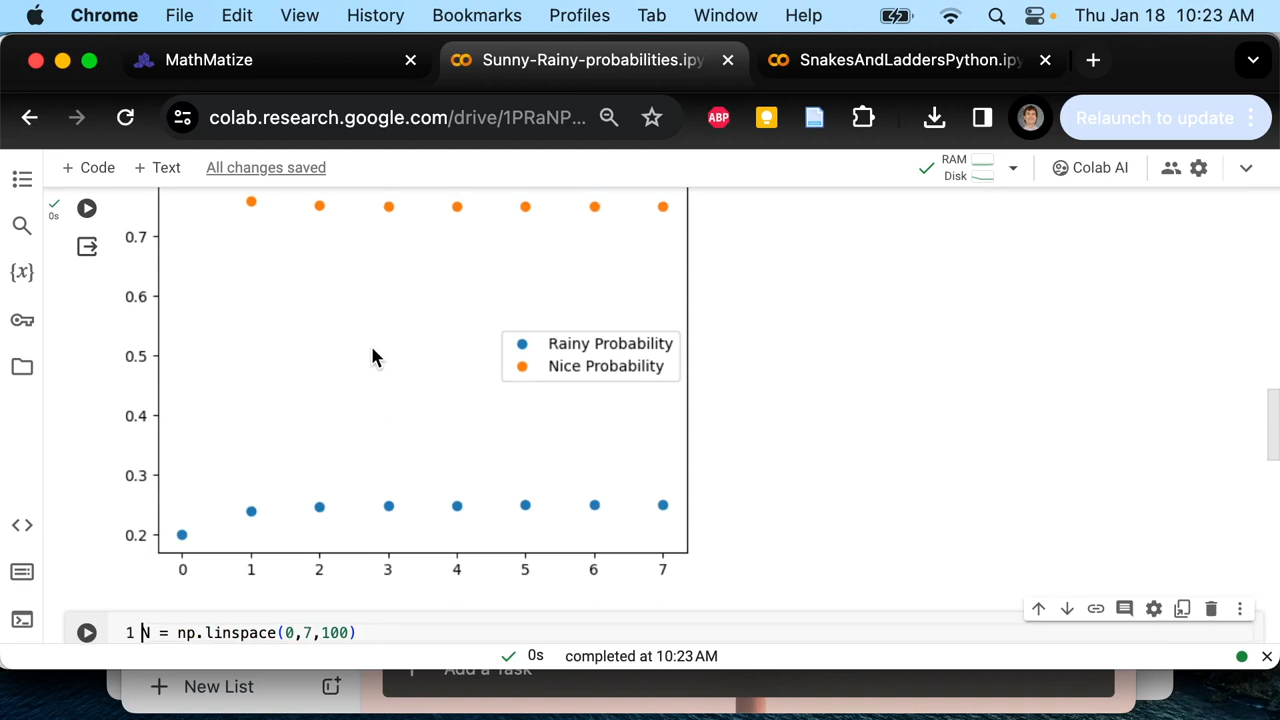 Chrome File Edit View History Bookmarks Profiles Tab Window Help Thu Jan 18 10:23 AM
MathMatize Sunny-Rainy-probabilities.ipy SnakesAndLaddersPython.ipy
colab.research.google.com/drive/1PRaNP... ABP Relaunch to update
+ Code + Text All changes saved RAM Disk Colab AI
0s
0.7
0.6
0.5
0.4
0.3
0.2
Rainy Probability
Nice Probability
0 1 2 3 4 5 6 7
{x}
1 N = np.linspace(0,7,100)
0s completed at 10:23 AM
+ New List Add a Task